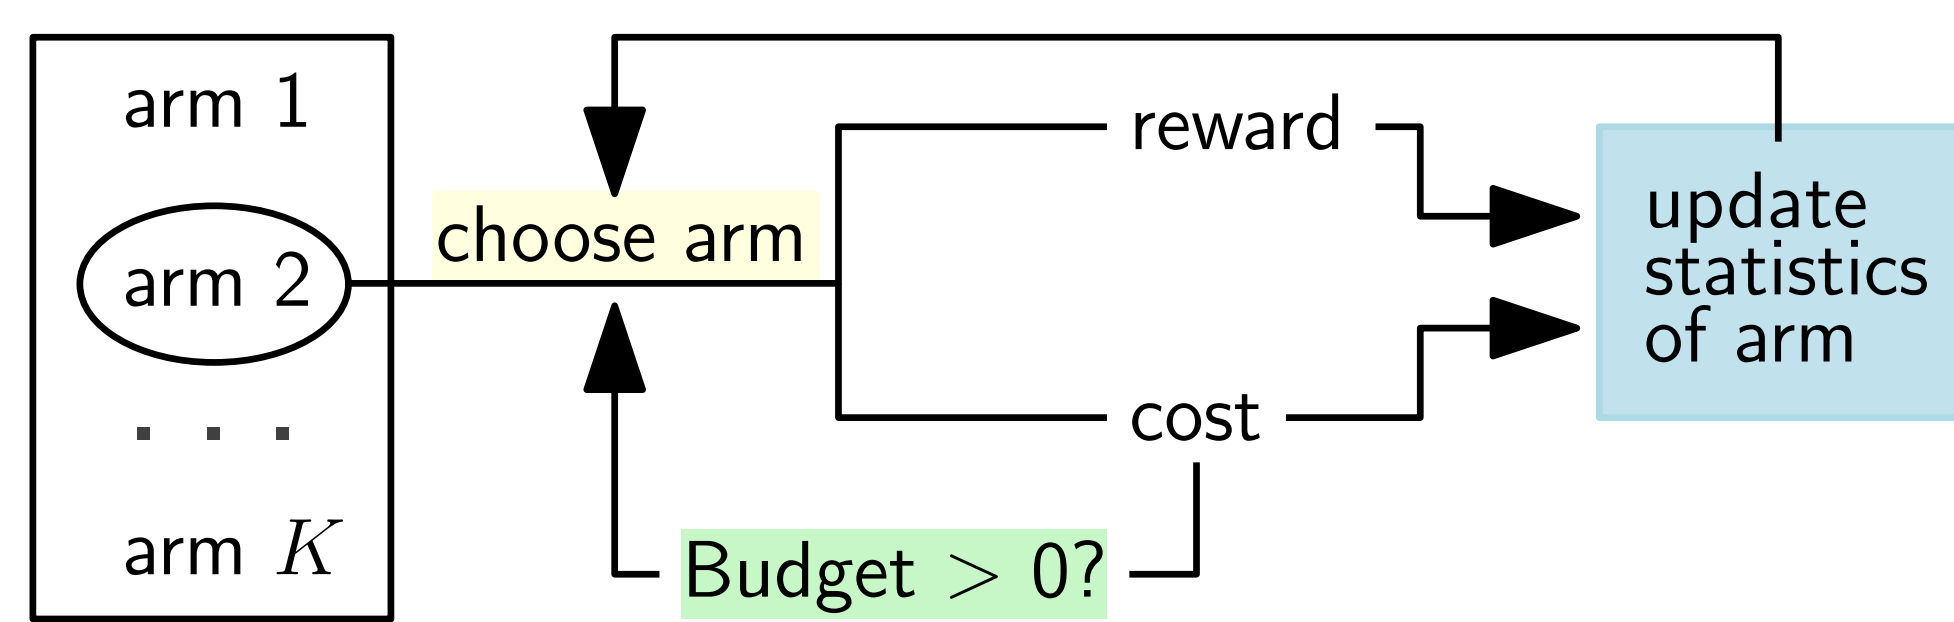 arm 1
arm 2
. . .
arm K
choose arm
reward
cost
Budget > 0?
update
statistics
of arm